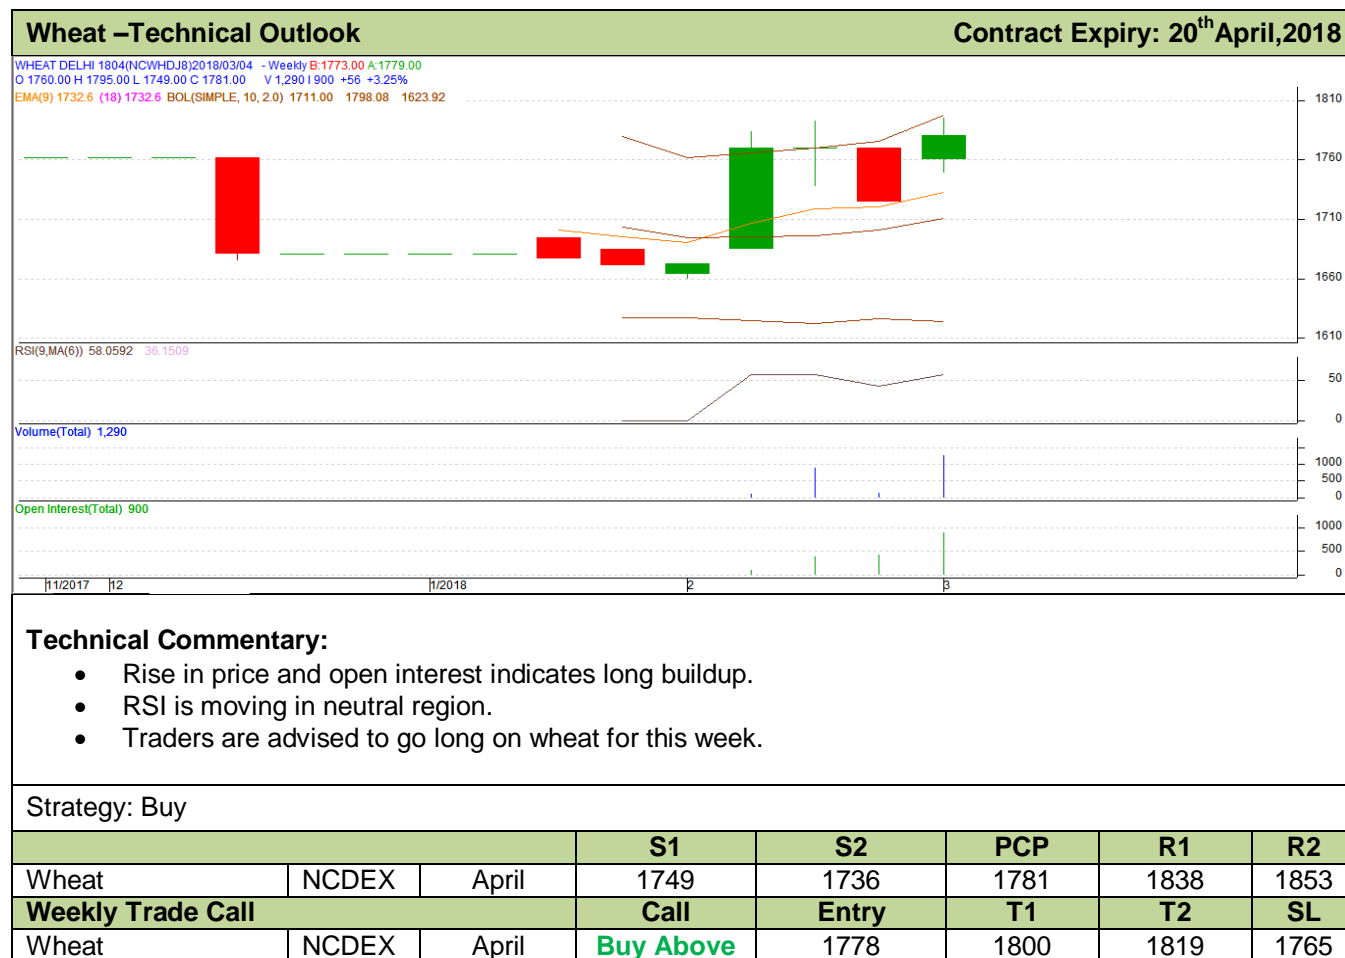 Wheat –Technical Outlook Contract Expiry: 20th April,2018
WHEAT DELHI 1804(NCWHDJ8)2018/03/04 - Weekly B:1773.00 A:1779.00
O 1760.00 H 1795.00 L 1749.00 C 1781.00 V 1,290 I 900 +56 +3.25%
EMA(9) 1732.6 (18) 1732.6 BOL(SIMPLE, 10, 2.0) 1711.00 1798.08 1623.92
1810
1760
1710
1660
1610
RSI(9,MA(6)) 58.0592 36.1509
50
0
Volume(Total) 1,290
1000
500
0
Open Interest(Total) 900
1000
500
0
11/2017 12 1/2018 2 3
Technical Commentary:
• Rise in price and open interest indicates long buildup.
• RSI is moving in neutral region.
• Traders are advised to go long on wheat for this week.
Strategy: Buy
S1 S2 PCP R1 R2
Wheat NCDEX April 1749 1736 1781 1838 1853
Weekly Trade Call Call Entry T1 T2 SL
Wheat NCDEX April Buy Above 1778 1800 1819 1765